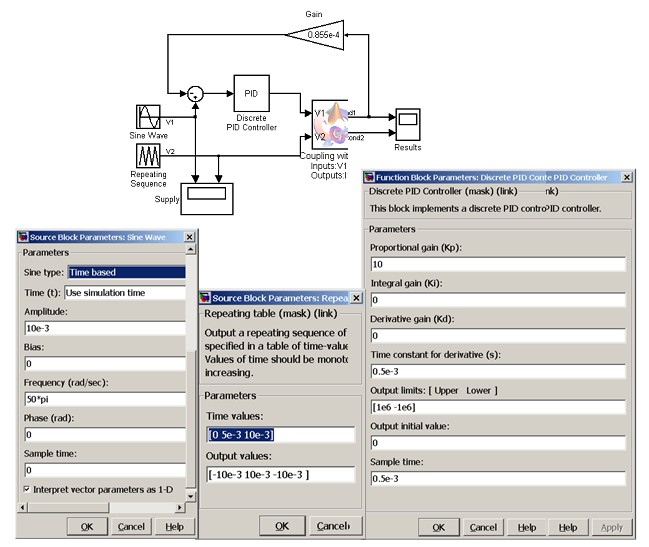 Gain
0.855e-4
PID
Discrete
PID Controller
V1
V1
Sine Wave
V2
V2
Repeating
Sequence
ond2
Results
Coupling wit
Inputs:V1
Outputs:I
Supply
Function Block Parameters: Discrete PID Conte PID Controller
Discrete PID Controller (mask) (link) nk)
This block implements a discrete PID contro ID controller.
Parameters
Proportional gain (Kp):
10
Integral gain (Ki):
0
Derivative gain (Kd):
0
Time constant for derivative (s):
0.5e-3
Output limits: [ Upper Lower ]
[1e6 -1e6]
Output initial value:
0
Sample time:
0.5e-3
OK Cancel Help Help Apply
Source Block Parameters: Sine Wave
Parameters
Sine type: Time based
Time (t): Use simulation time
Amplitude:
10e-3
Bias:
0
Frequency (rad/sec):
50*pi
Phase (rad):
0
Sample time:
0
Interpret vector parameters as 1-D
OK Cancel Help
Source Block Parameters: Repea
Repeating table (mask) (link)
Output a repeating sequence of
specified in a table of time-value
Values of time should be monoto
increasing.
Parameters
Time values:
[0 5e-3 10e-3]
Output values:
[-10e-3 10e-3 -10e-3 ]
OK Cancel